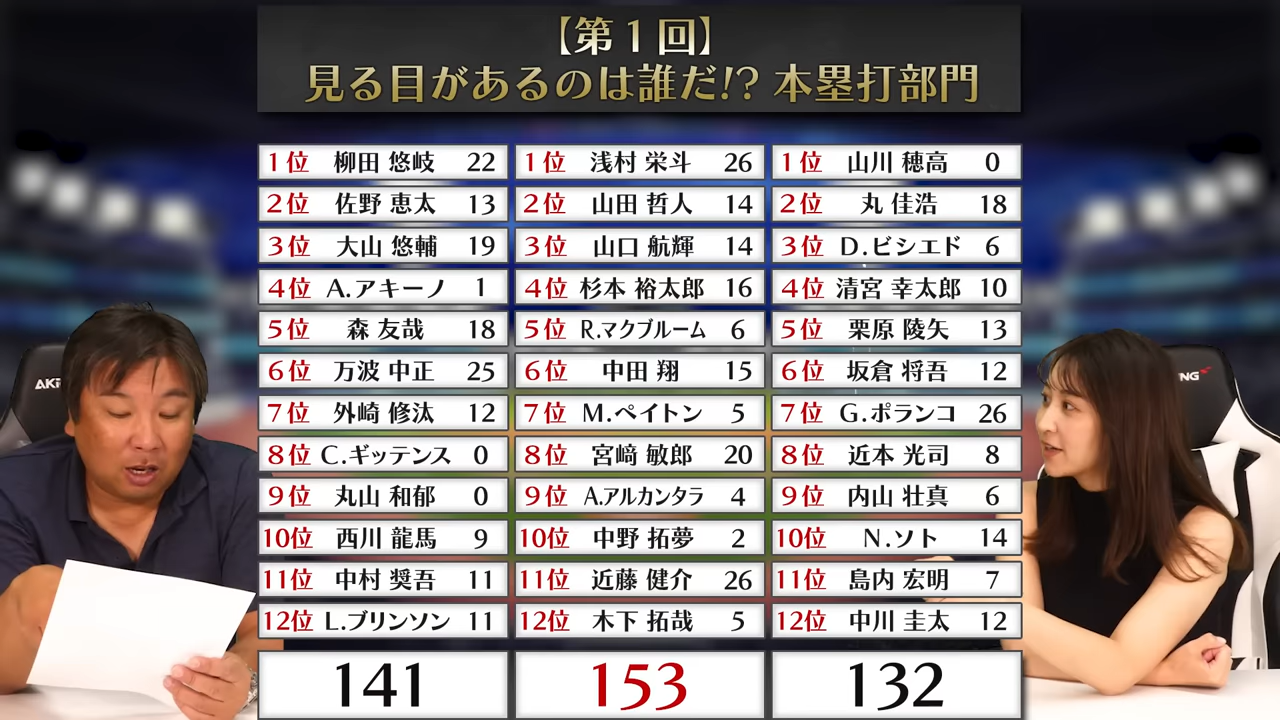 【第1回】
見る目があるのは誰だ!? 本塁打部門
1位 柳田 悠岐 22
2位 佐野 恵太 13
3位 大山 悠輔 19
4位 A.アキーノ 1
5位 森 友哉 18
6位 万波 中正 25
7位 外崎 修汰 12
8位 C.ギッテンス 0
9位 丸山 和郁 0
10位 西川 龍馬 9
11位 中村 奨吾 11
12位 L.ブリンソン 11
141
1位 浅村 栄斗 26
2位 山田 哲人 14
3位 山口 航輝 14
4位 杉本 裕太郎 16
5位 R.マクブルーム 6
6位 中田 翔 15
7位 M.ペイトン 5
8位 宮﨑 敏郎 20
9位 A.アルカンタラ 4
10位 中野 拓夢 2
11位 近藤 健介 26
12位 木下 拓哉 5
153
1位 山川 穂高 0
2位 丸 佳浩 18
3位 D.ビシエド 6
4位 清宮 幸太郎 10
5位 栗原 陵矢 13
6位 坂倉 将吾 12
7位 G.ポランコ 26
8位 近本 光司 8
9位 内山 壮真 6
10位 N.ソト 14
11位 島内 宏明 7
12位 中川 圭太 12
132